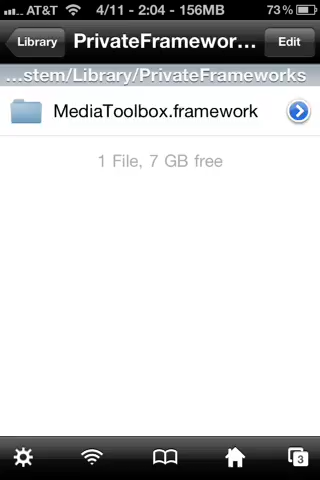 AT&T 4/11 - 2:04 - 156MB 73%
Library PrivateFramewor... Edit
...stem/Library/PrivateFrameworks
MediaToolbox.framework
1 File, 7 GB free
3